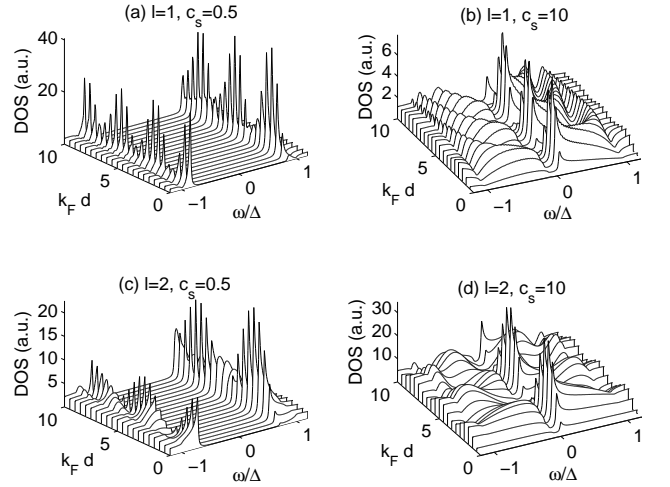 (a) l=1, c_s=0.5
40
20
DOS (a.u.)
10
5
0
k_F d
−1
0
1
ω/Δ
(b) l=1, c_s=10
6
4
2
DOS (a.u.)
10
5
0
k_F d
−1
0
1
ω/Δ
(c) l=2, c_s=0.5
20
15
10
5
DOS (a.u.)
10
5
0
k_F d
−1
0
1
ω/Δ
(d) l=2, c_s=10
30
20
10
DOS (a.u.)
10
5
0
k_F d
−1
0
1
ω/Δ